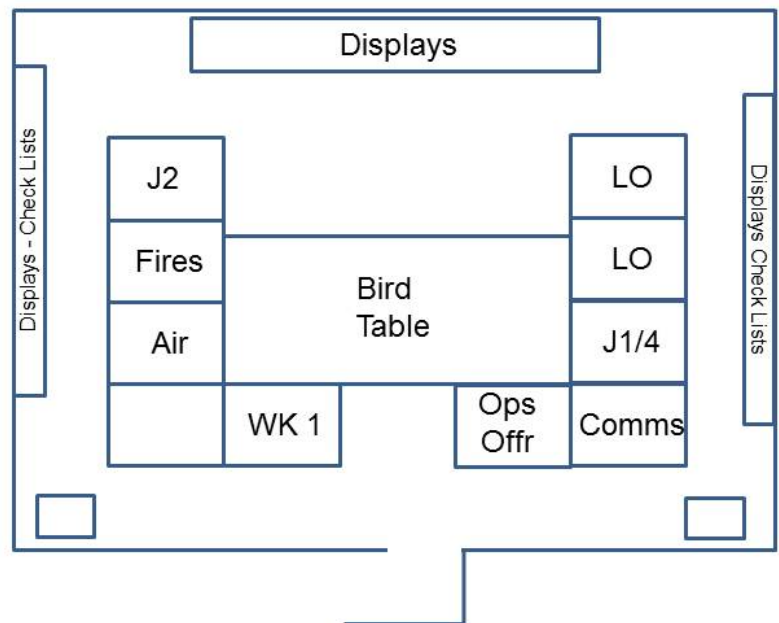 Displays
Displays - Check Lists
J2
Fires
Air
Bird
Table
LO
LO
J1/4
Displays Check Lists
WK 1
Ops
Offr
Comms